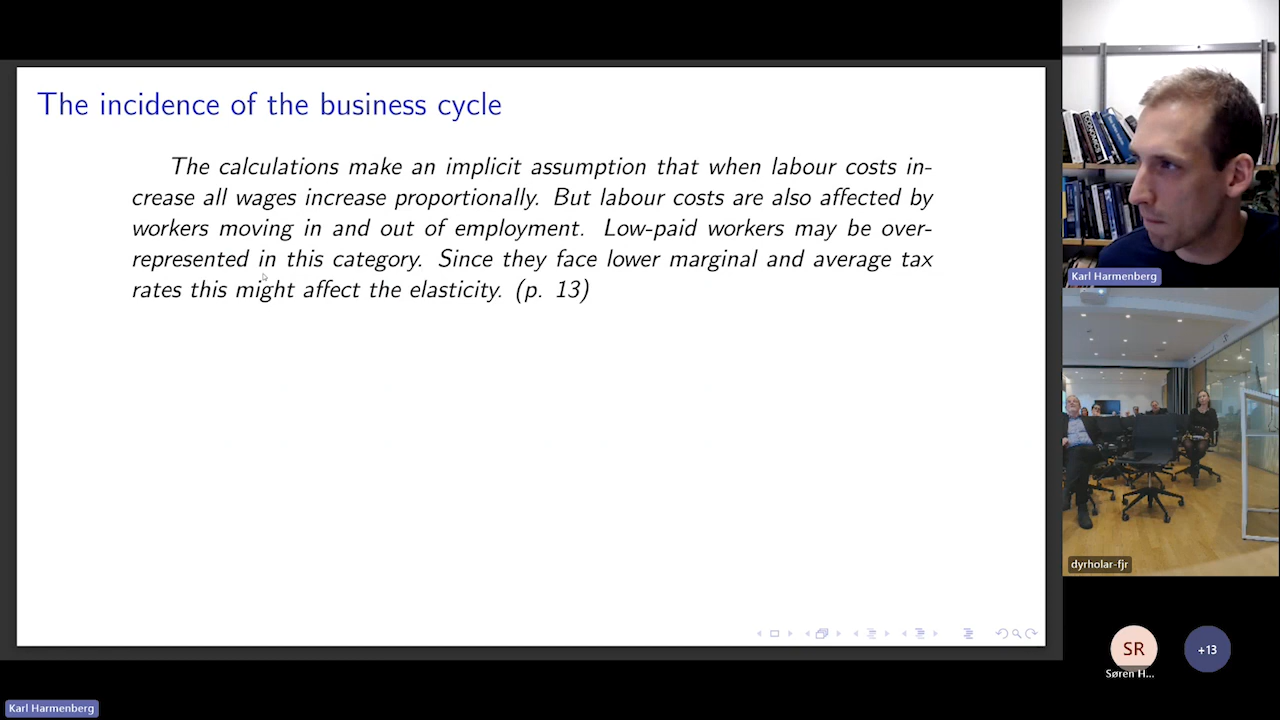 The incidence of the business cycle
The calculations make an implicit assumption that when labour costs in-
crease all wages increase proportionally. But labour costs are also affected by
workers moving in and out of employment. Low-paid workers may be over-
represented in this category. Since they face lower marginal and average tax
rates this might affect the elasticity. (p. 13)
Karl Harmenberg
dyrholar-fjr
SR
Søren H...
+13
Karl Harmenberg